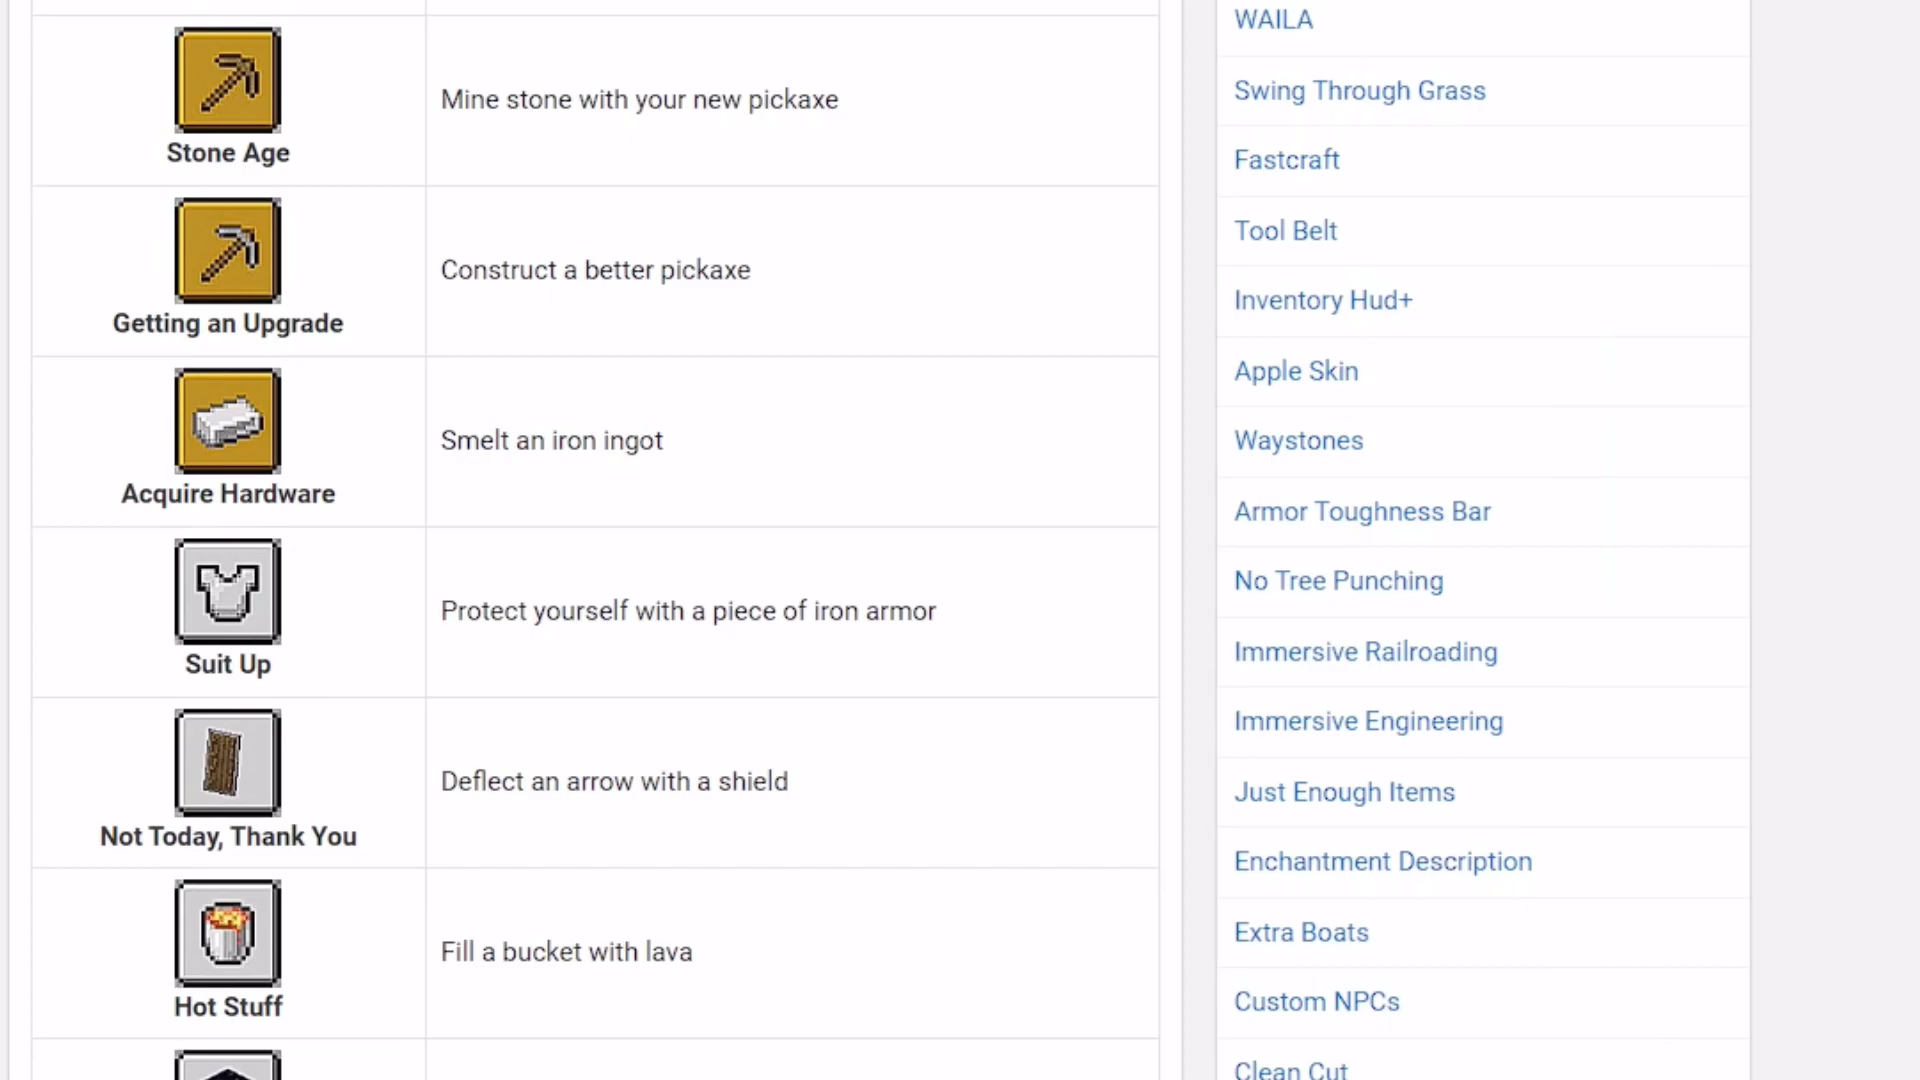 Mine stone with your new pickaxe
Stone Age
Construct a better pickaxe
Getting an Upgrade
Smelt an iron ingot
Acquire Hardware
Protect yourself with a piece of iron armor
Suit Up
Deflect an arrow with a shield
Not Today, Thank You
Fill a bucket with lava
Hot Stuff
WAILA
Swing Through Grass
Fastcraft
Tool Belt
Inventory Hud+
Apple Skin
Waystones
Armor Toughness Bar
No Tree Punching
Immersive Railroading
Immersive Engineering
Just Enough Items
Enchantment Description
Extra Boats
Custom NPCs
Clean Cut